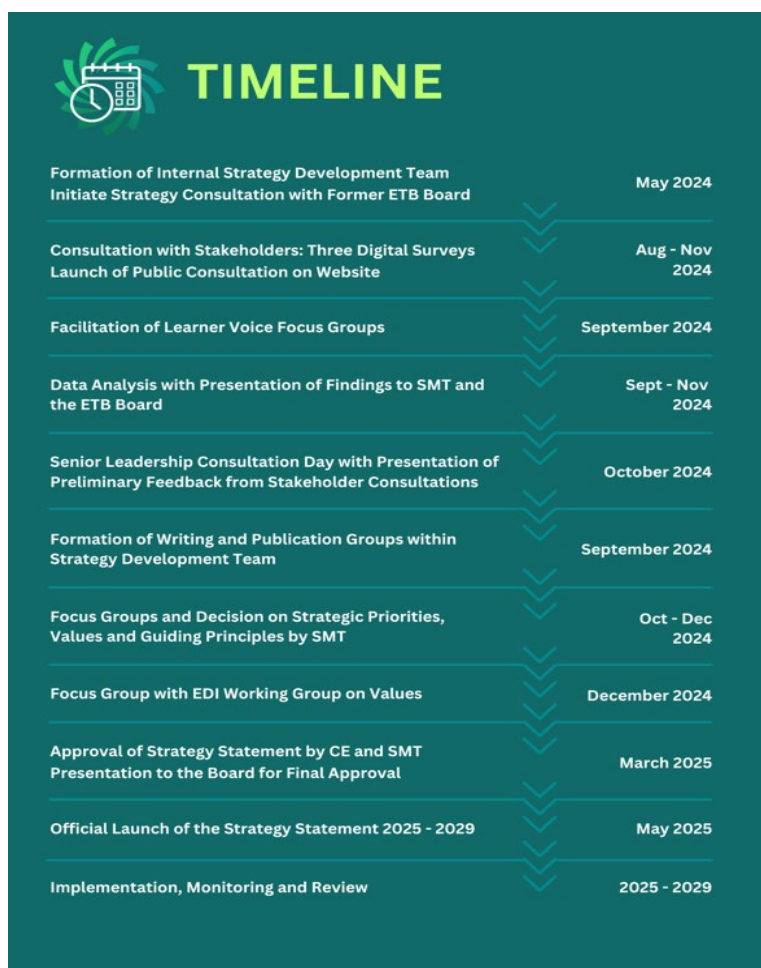 TIMELINE
Formation of Internal Strategy Development Team
Initiate Strategy Consultation with Former ETB Board
May 2024
Consultation with Stakeholders: Three Digital Surveys
Launch of Public Consultation on Website
Aug - Nov
2024
Facilitation of Learner Voice Focus Groups
September 2024
Data Analysis with Presentation of Findings to SMT and
the ETB Board
Sept - Nov
2024
Senior Leadership Consultation Day with Presentation of
Preliminary Feedback from Stakeholder Consultations
October 2024
Formation of Writing and Publication Groups within
Strategy Development Team
September 2024
Focus Groups and Decision on Strategic Priorities,
Values and Guiding Principles by SMT
Oct - Dec
2024
Focus Group with EDI Working Group on Values
December 2024
Approval of Strategy Statement by CE and SMT
Presentation to the Board for Final Approval
March 2025
Official Launch of the Strategy Statement 2025 - 2029
May 2025
Implementation, Monitoring and Review
2025 - 2029